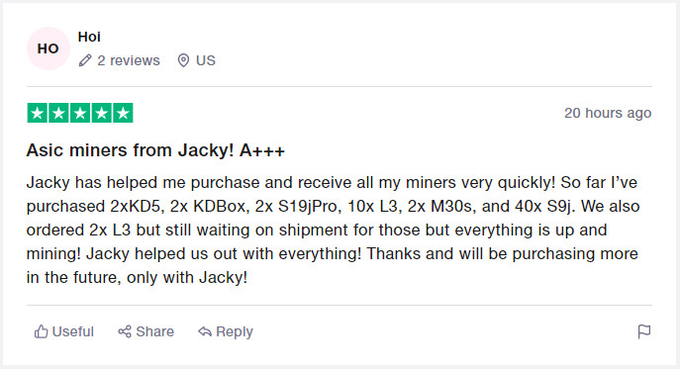 HO
Hoi
2 reviews US
20 hours ago
Asic miners from Jacky! A+++
Jacky has helped me purchase and receive all my miners very quickly! So far I’ve
purchased 2xKD5, 2x KDBox, 2x S19jPro, 10x L3, 2x M30s, and 40x S9j. We also
ordered 2x L3 but still waiting on shipment for those but everything is up and
mining! Jacky helped us out with everything! Thanks and will be purchasing more
in the future, only with Jacky!
Useful Share Reply